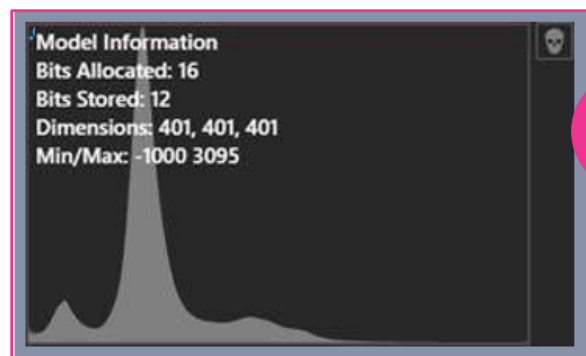 Model Information
Bits Allocated: 16
Bits Stored: 12
Dimensions: 401, 401, 401
Min/Max: -1000 3095